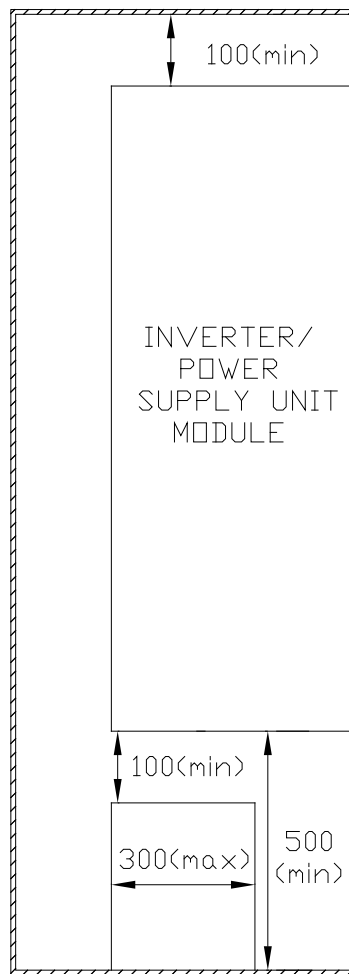 100(min)
INVERTER/
POWER
SUPPLY UNIT
MODULE
100(min)
300(max)
500
(min)